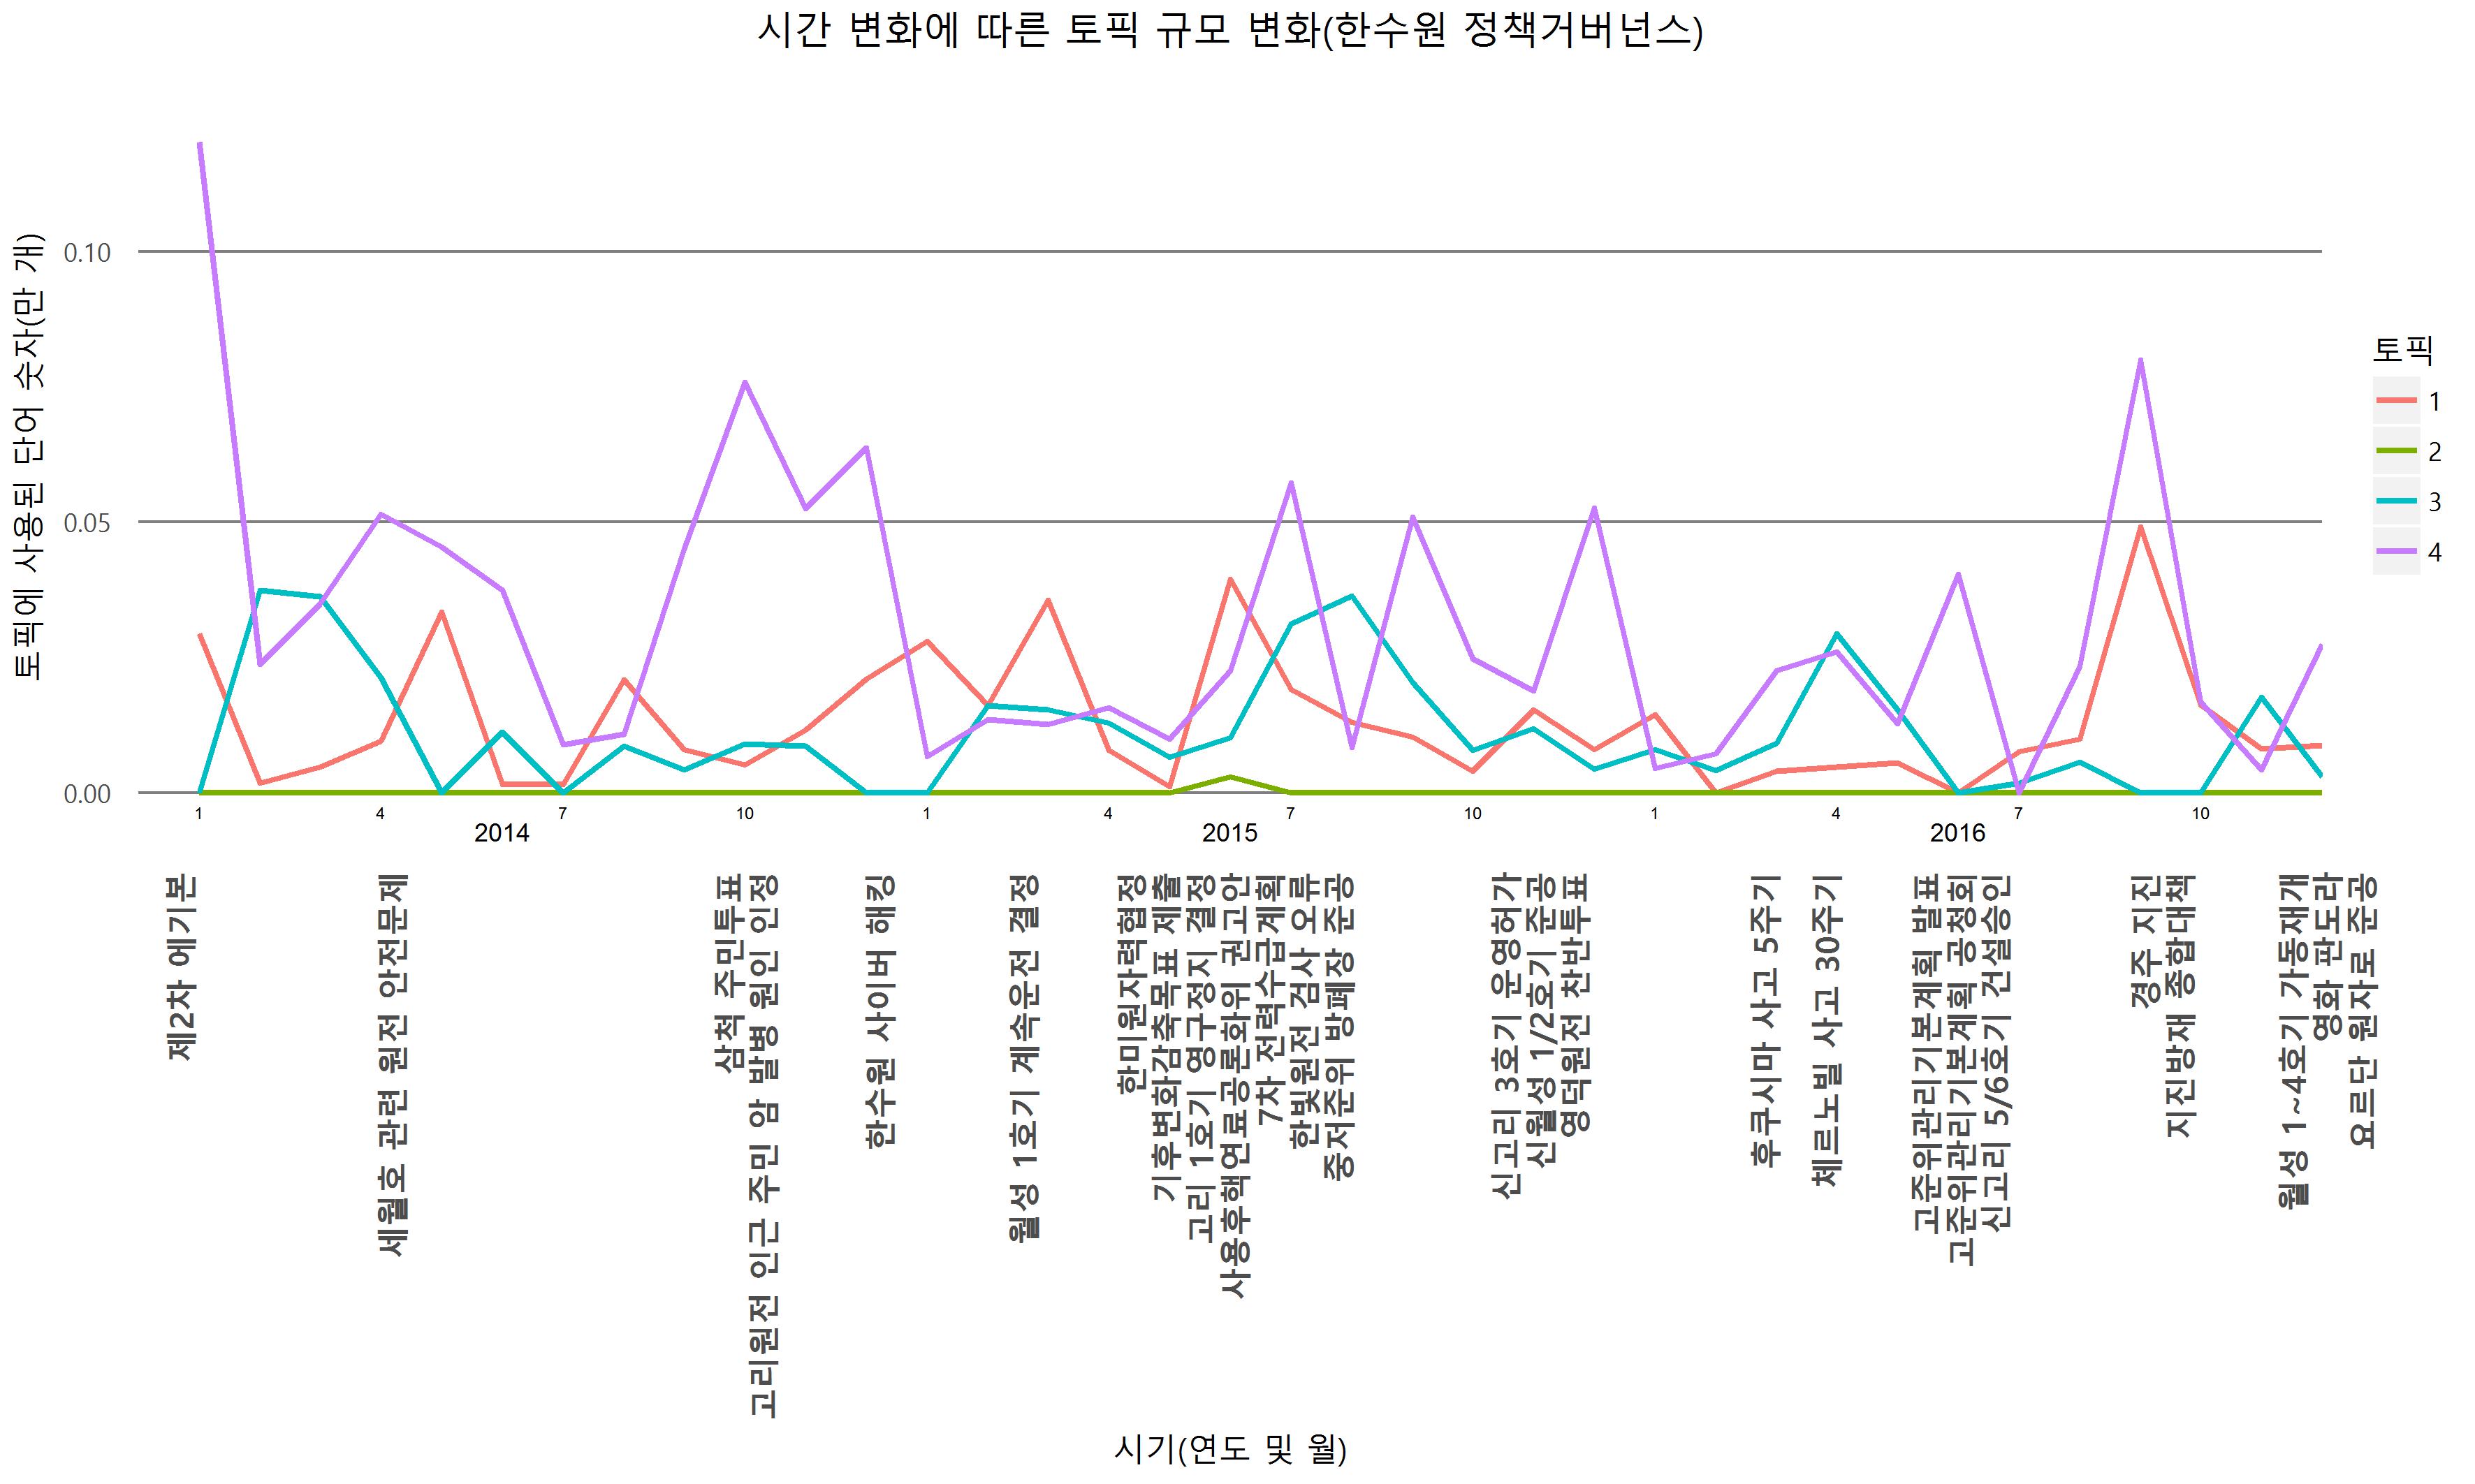 시간 변화에 따른 토픽 규모 변화(한수원 정책거버넌스)
토픽에 사용된 단어 숫자(만 개)
0.10
0.05
0.00
토픽
1
2
3
4
1
4
7
10
1
4
7
10
1
4
7
10
2014
2015
2016
제2차 에기본
세월호 관련 원전 안전문제
삼척 주민투표
고리원전 인근 주민 암 발병 원인 인정
한수원 사이버 해킹
월성 1호기 계속운전 결정
한미원자력협정
기후변화감축목표 제출
고리 1호기 영구정지 결정
사용후핵연료공론화위 권고안
7차 전력수급계획
한빛원전 검사 오류
중저준위 방폐장 준공
신고리 3호기 운영허가
신월성 1/2호기 준공
영덕원전 찬반투표
후쿠시마 사고 5주기
체르노빌 사고 30주기
고준위관리기본계획 발표
고준위관리기본계획 공청회
신고리 5/6호기 건설승인
경주 지진
지진방재 종합대책
월성 1~4호기 가동재개
영화 판도라
요르단 원자로 준공
시기(연도 및 월)